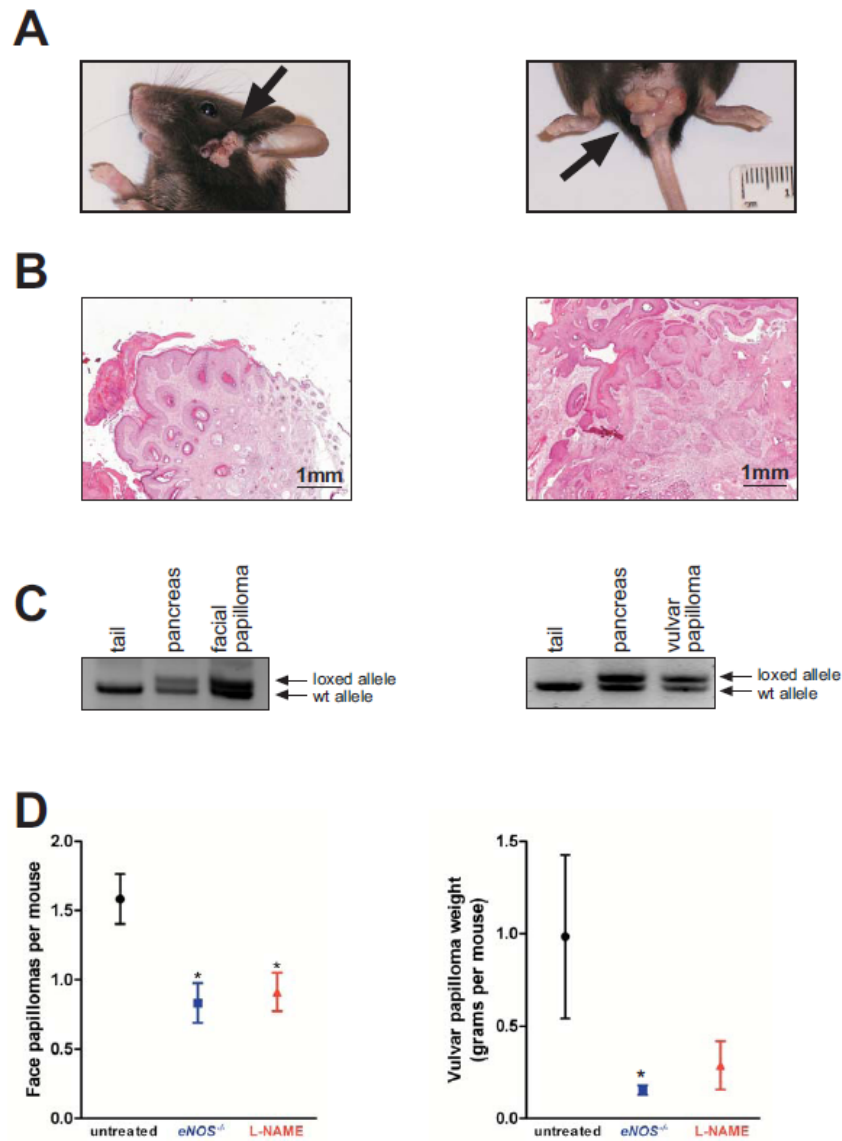 A
B
1mm
1mm
C
tail
pancreas
facial
papilloma
loxed allele
wt allele
tail
pancreas
vulvar
papilloma
loxed allele
wt allele
D
Face papillomas per mouse
2.0
1.5
1.0
0.5
0.0
*
*
untreated eNOS-/- L-NAME
Vulvar papilloma weight
(grams per mouse)
1.5
1.0
0.5
0.0
*
untreated eNOS-/- L-NAME